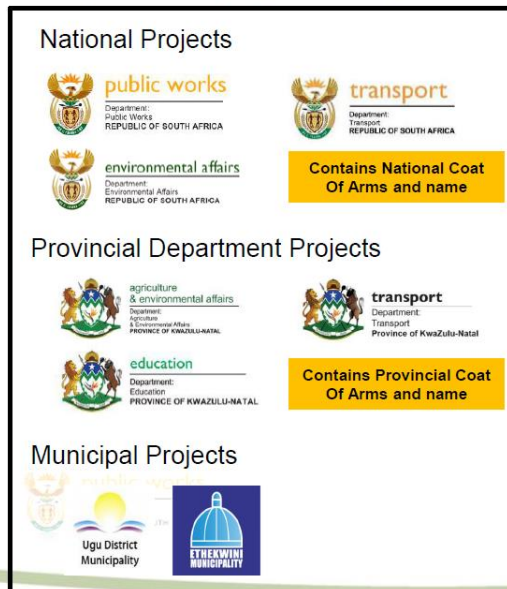 National Projects
public works
Department:
Public Works
REPUBLIC OF SOUTH AFRICA
transport
Department:
Transport
REPUBLIC OF SOUTH AFRICA
environmental affairs
Department:
Environmental Affairs
REPUBLIC OF SOUTH AFRICA
Contains National Coat
Of Arms and name
Provincial Department Projects
agriculture
& environmental affairs
Department:
Agriculture
& Environmental Affairs
PROVINCE OF KWAZULU-NATAL
transport
Department:
Transport
Province of KwaZulu-Natal
education
Department:
Education
PROVINCE OF KWAZULU-NATAL
Contains Provincial Coat
Of Arms and name
Municipal Projects
public works
Ugu District
Municipality
ETHEKWINI
MUNICIPALITY